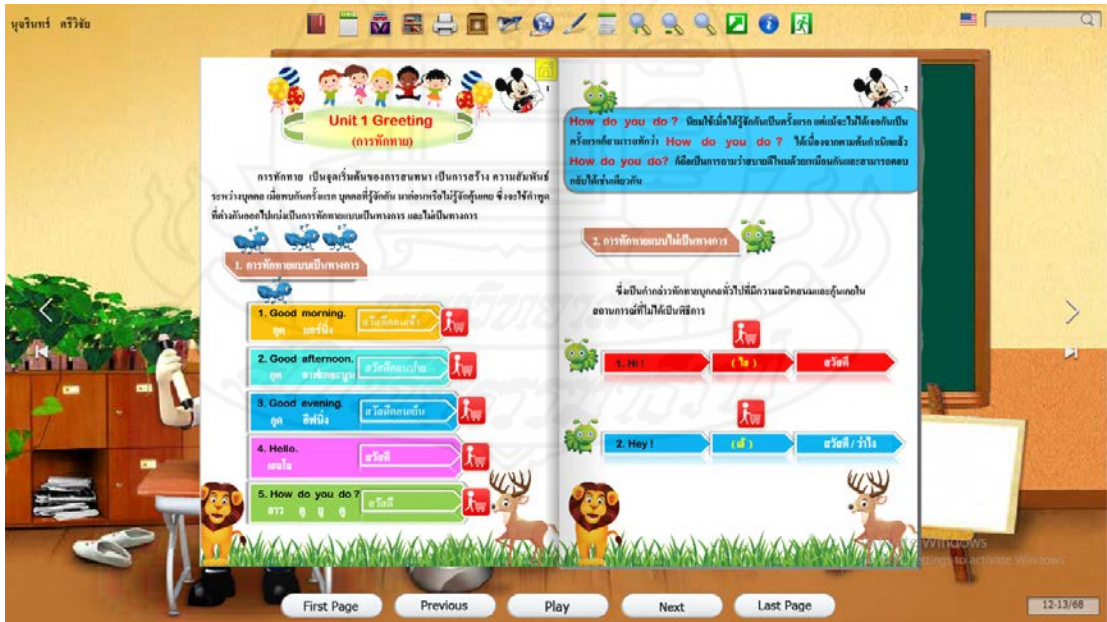 นุจรินทร์ ศรีวิชัย
1
Unit 1 Greeting
(การทักทาย)
การทักทาย เป็นจุดเริ่มต้นของการสนทนา เป็นการสร้าง ความสัมพันธ์
ระหว่างบุคคล เมื่อพบกันครั้งแรก บุคคลที่รู้จักกัน มาก่อนหรือไม่รู้จักคุ้นเคย ซึ่งจะใช้คำพูด
ที่ต่างกันออกไปแบ่งเป็นการทักทายแบบเป็นทางการ และไม่เป็นทางการ
1. การทักทายแบบเป็นทางการ
1. Good morning. สวัสดีตอนเช้า
กุด มอร์นิ่ง
2. Good afternoon. สวัสดีตอนบ่าย
กุด
3. Good evening. สวัสดีตอนเย็น
กุด อีฟนิ่ง
4. Hello. สวัสดี
เฮลโล
5. How do you do ? สวัสดี
ฮาว ดู ยู ดู
How do you do ? นิยมใช้เมื่อได้รู้จักกันเป็นครั้งแรก แต่แม้จะไม่ได้เจอกันเป็น
ครั้งแรกก็สามารถทักว่า How do you do ? ได้เนื่องจากตามต้นกำเนิดแล้ว
How do you do? ก็ถือเป็นการถามว่าสบายดีไหมด้วยเหมือนกันและสามารถตอบ
กลับได้เช่นเดียวกัน
2. การทักทายแบบไม่เป็นทางการ
ซึ่งเป็นคำกล่าวทักทายบุคคลทั่วไปที่มีความสนิทสนมและคุ้นเคยใน
สถานการณ์ที่ไม่ได้เป็นพิธีการ
1. Hi ! ( ไฮ ) สวัสดี
2. Hey ! ( เฮ้ ) สวัสดี / ว่าไง
First Page Previous Play Next Last Page
12-13/68